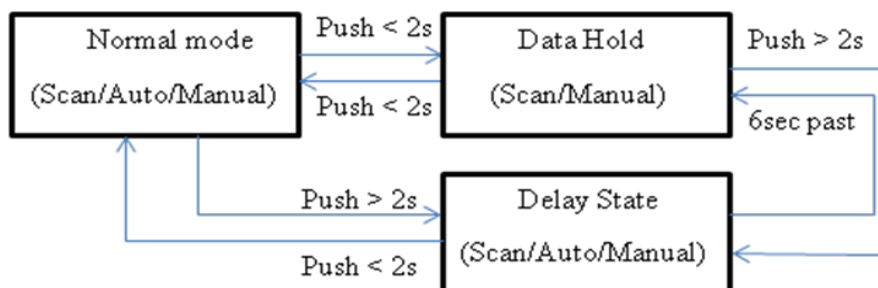 Normal mode
(Scan/Auto/Manual)
Push < 2s
Push < 2s
Data Hold
(Scan/Manual)
Push > 2s
6sec past
Push > 2s
Push < 2s
Delay State
(Scan/Auto/Manual)